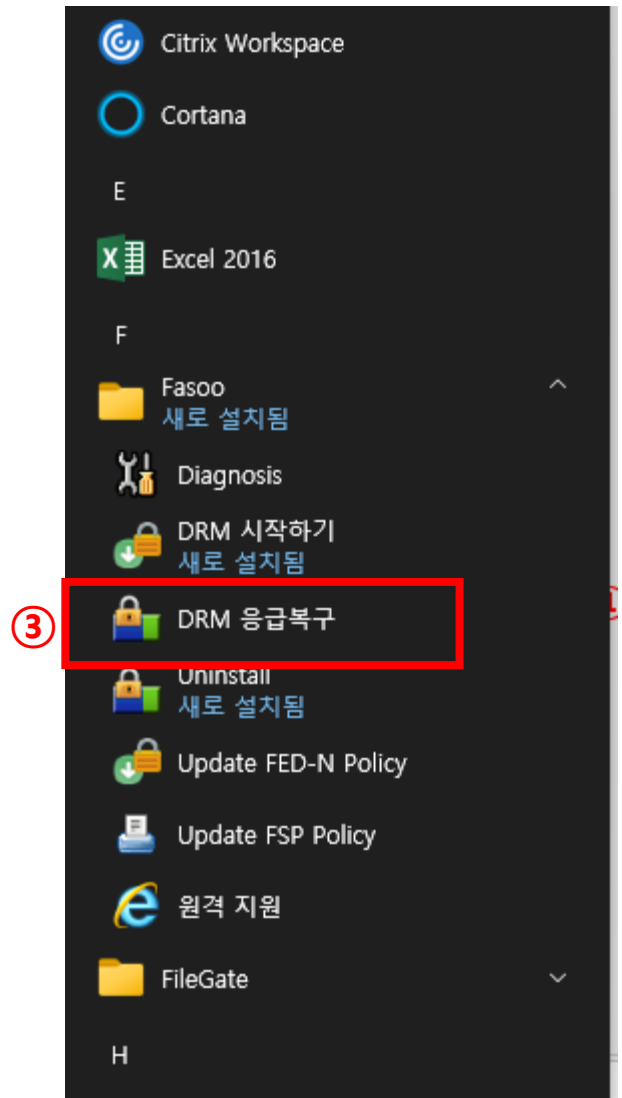 Citrix Workspace
Cortana
E
Excel 2016
F
Fasoo
새로 설치됨
Diagnosis
DRM 시작하기
새로 설치됨
③ DRM 응급복구
Uninstall
새로 설치됨
Update FED-N Policy
Update FSP Policy
원격 지원
FileGate
H